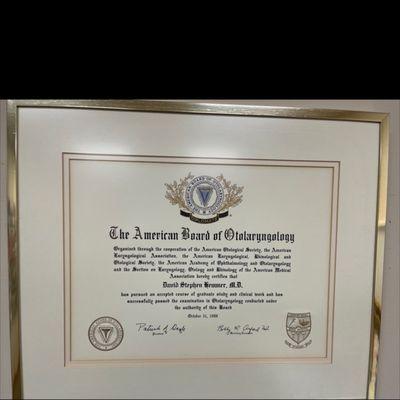 The American Board of Otolaryngology
Organized through the cooperation of the American Otological Society, the American
Laryngological Association, the American Laryngological, Rhinological and
Otological Society, the American Academy of Ophthalmology and Otolaryngology
and the Section on Laryngology, Otology and Rhinology of the American Medical
Association hereby certifies that
David Stephen M.D.
has pursued an accepted course of graduate study and clinical work and has
successfully passed the examination in Otolaryngology conducted under
the authority of this Board
October